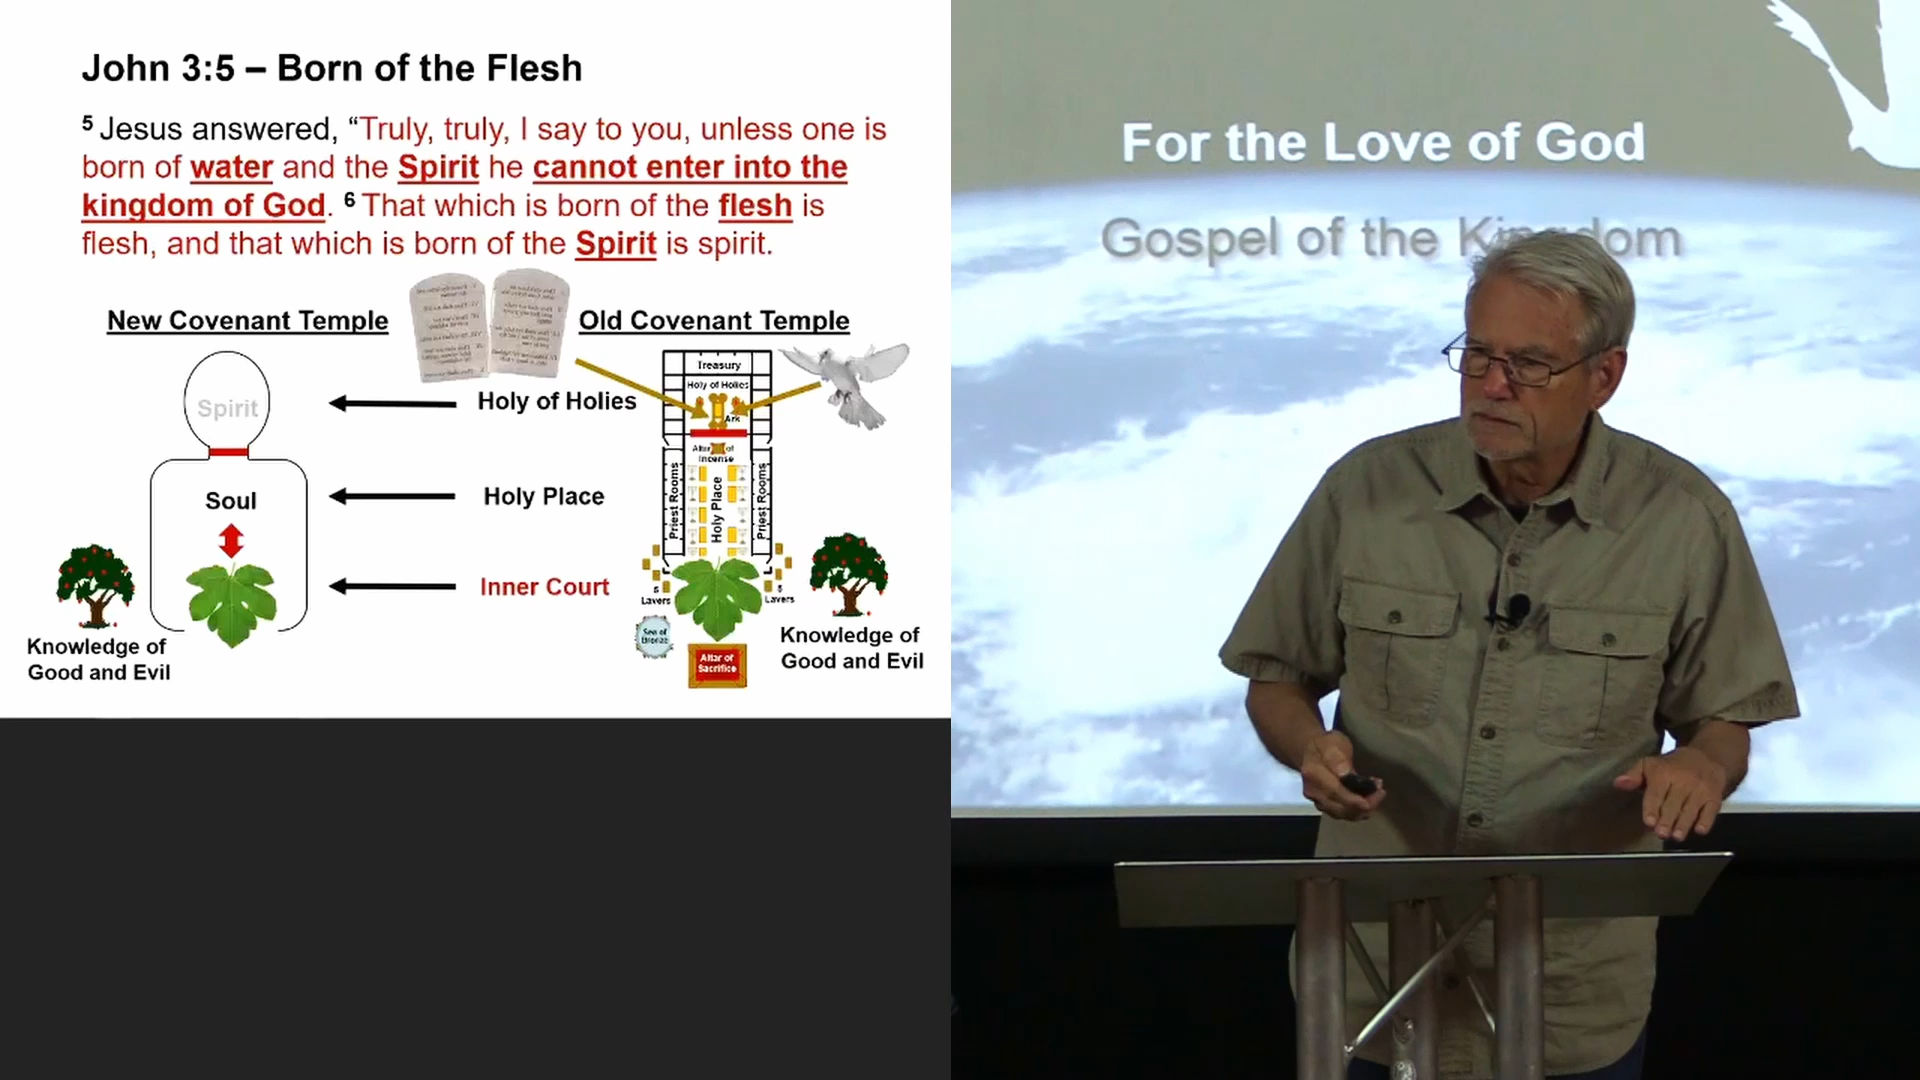 John 3:5 – Born of the Flesh
5 Jesus answered, “Truly, truly, I say to you, unless one is
born of water and the Spirit he cannot enter into the
kingdom of God. 6 That which is born of the flesh is
flesh, and that which is born of the Spirit is spirit.
New Covenant Temple
Old Covenant Temple
Spirit
Soul
Knowledge of
Good and Evil
Holy of Holies
Holy Place
Inner Court
Treasury
Holy of Holies
Ark
Altar of
Incense
Priest Rooms
Holy Place
Priest Rooms
5
Lavers
5
Lavers
Sea of
Bronze
Altar of
Sacrifice
Knowledge of
Good and Evil
For the Love of God
Gospel of the Kingdom